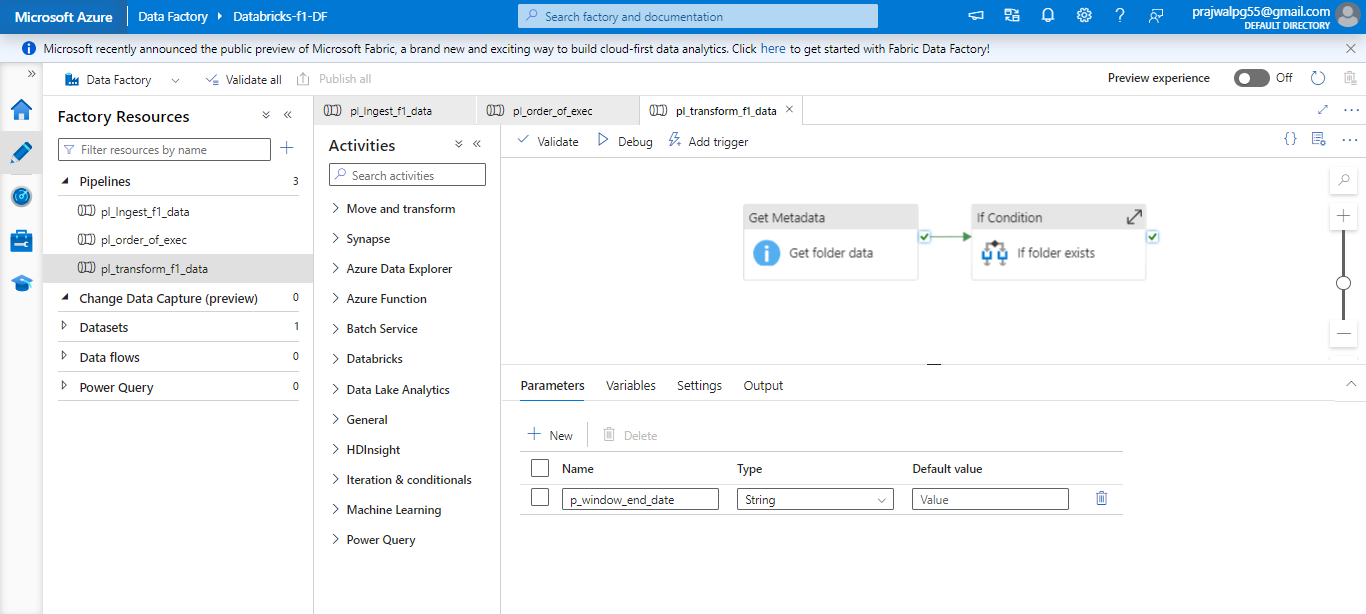 Microsoft Azure
Data Factory
Databricks-f1-DF
Search factory and documentation
prajwalpg55@gmail.com
DEFAULT DIRECTORY
Microsoft recently announced the public preview of Microsoft Fabric, a brand new and exciting way to build cloud-first data analytics. Click here to get started with Fabric Data Factory!
Data Factory
Validate all
Publish all
Preview experience
Off
Factory Resources
Filter resources by name
Pipelines 3
pl_Ingest_f1_data
pl_order_of_exec
pl_transform_f1_data
Change Data Capture (preview) 0
Datasets 1
Data flows 0
Power Query 0
pl_Ingest_f1_data
pl_order_of_exec
pl_transform_f1_data
Activities
Search activities
Move and transform
Synapse
Azure Data Explorer
Azure Function
Batch Service
Databricks
Data Lake Analytics
General
HDInsight
Iteration & conditionals
Machine Learning
Power Query
Validate
Debug
Add trigger
Get Metadata
Get folder data
If Condition
If folder exists
Parameters
Variables
Settings
Output
New
Delete
Name Type Default value
p_window_end_date String Value